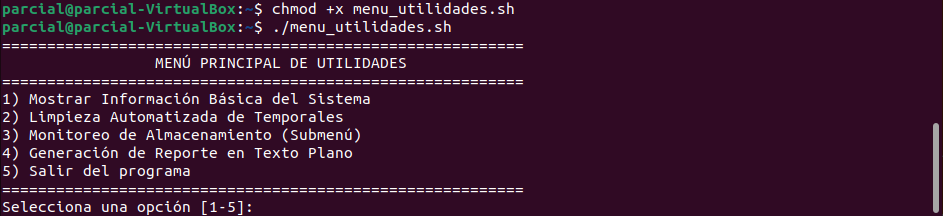 parcial@parcial-VirtualBox:~$ chmod +x menu_utilidades.sh
parcial@parcial-VirtualBox:~$ ./menu_utilidades.sh
==========================================================
MENÚ PRINCIPAL DE UTILIDADES
==========================================================
1) Mostrar Información Básica del Sistema
2) Limpieza Automatizada de Temporales
3) Monitoreo de Almacenamiento (Submenú)
4) Generación de Reporte en Texto Plano
5) Salir del programa
==========================================================
Selecciona una opción [1-5]: